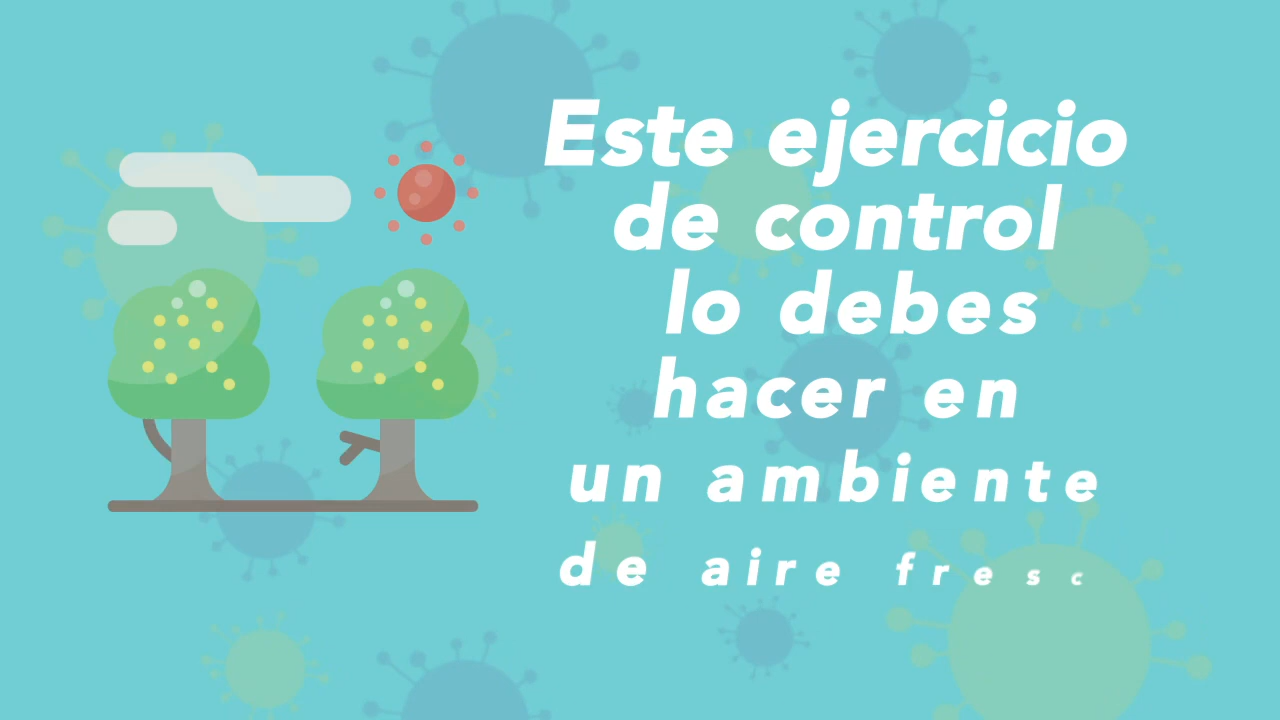 Este ejercicio
de control
lo debes
hacer en
un ambiente
de aire fresc